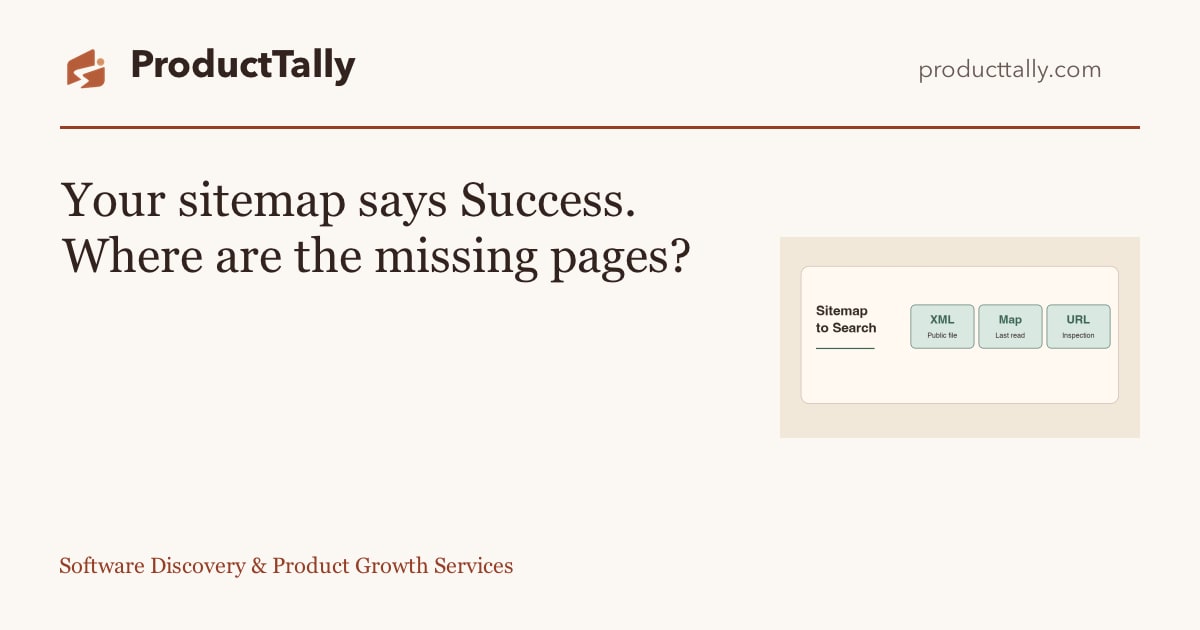 ProductTally
producttally.com
Your sitemap says Success.
Where are the missing pages?
Sitemap
to Search
XML
Public file
Map
Last read
URL
Inspection
Software Discovery & Product Growth Services